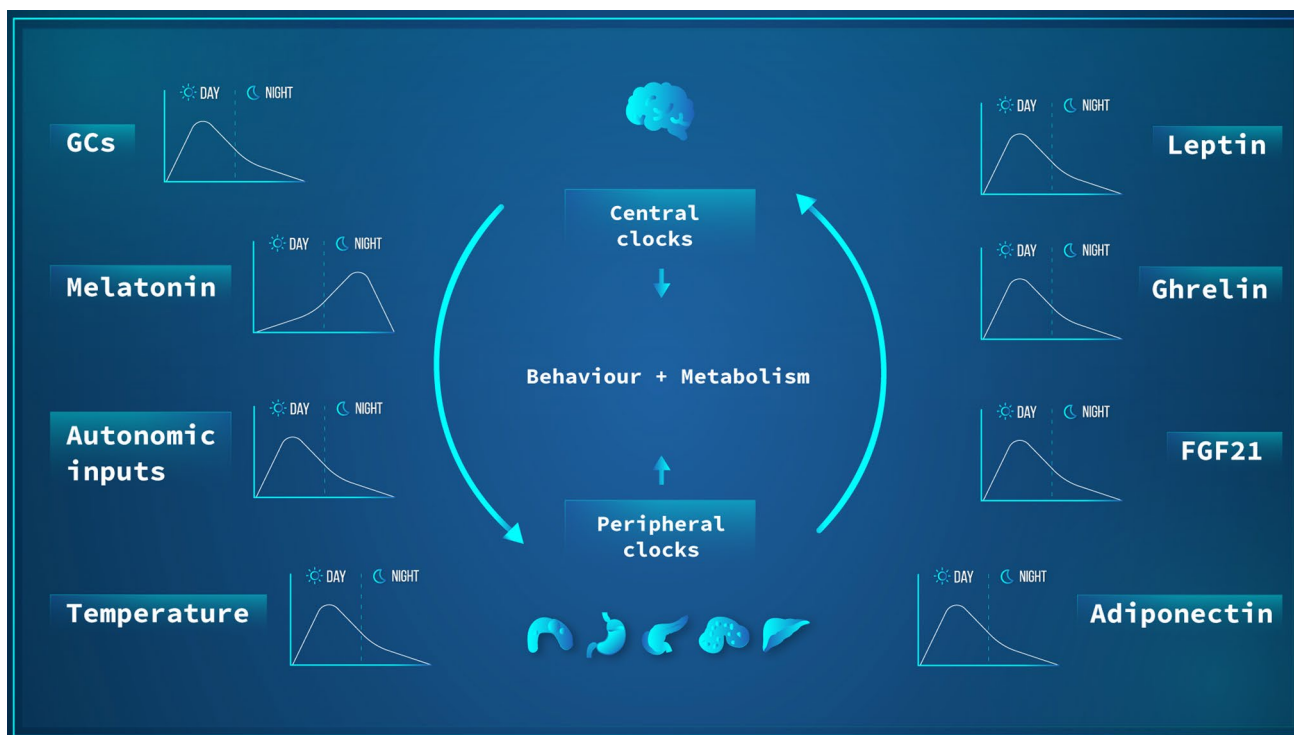 DAY NIGHT
GCs
DAY NIGHT
Melatonin
DAY NIGHT
Autonomic
inputs
DAY NIGHT
Temperature
Central
clocks
Behaviour + Metabolism
Peripheral
clocks
DAY NIGHT
Leptin
DAY NIGHT
Ghrelin
DAY NIGHT
FGF21
DAY NIGHT
Adiponectin